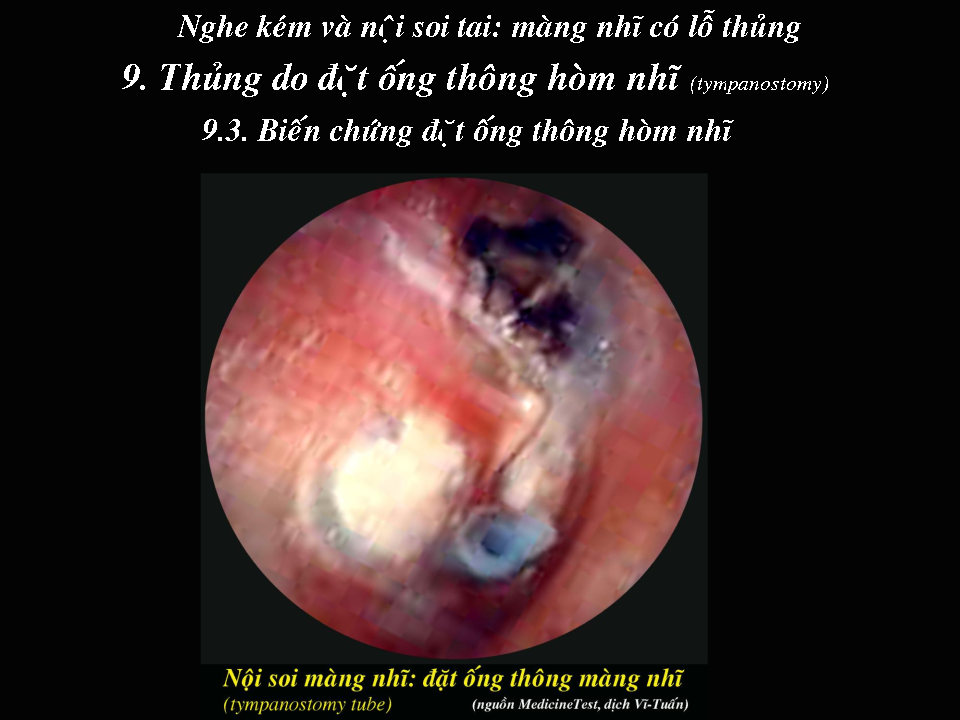 Nghe kém và nội soi tai: màng nhĩ có lỗ thủng
9. Thủng do đặt ống thông hòm nhĩ (tympanostomy)
9.3. Biến chứng đặt ống thông hòm nhĩ
Nội soi màng nhĩ: đặt ống thông màng nhĩ
(tympanostomy tube) (nguồn MedicineTest, dịch Vĩ-Tuấn)